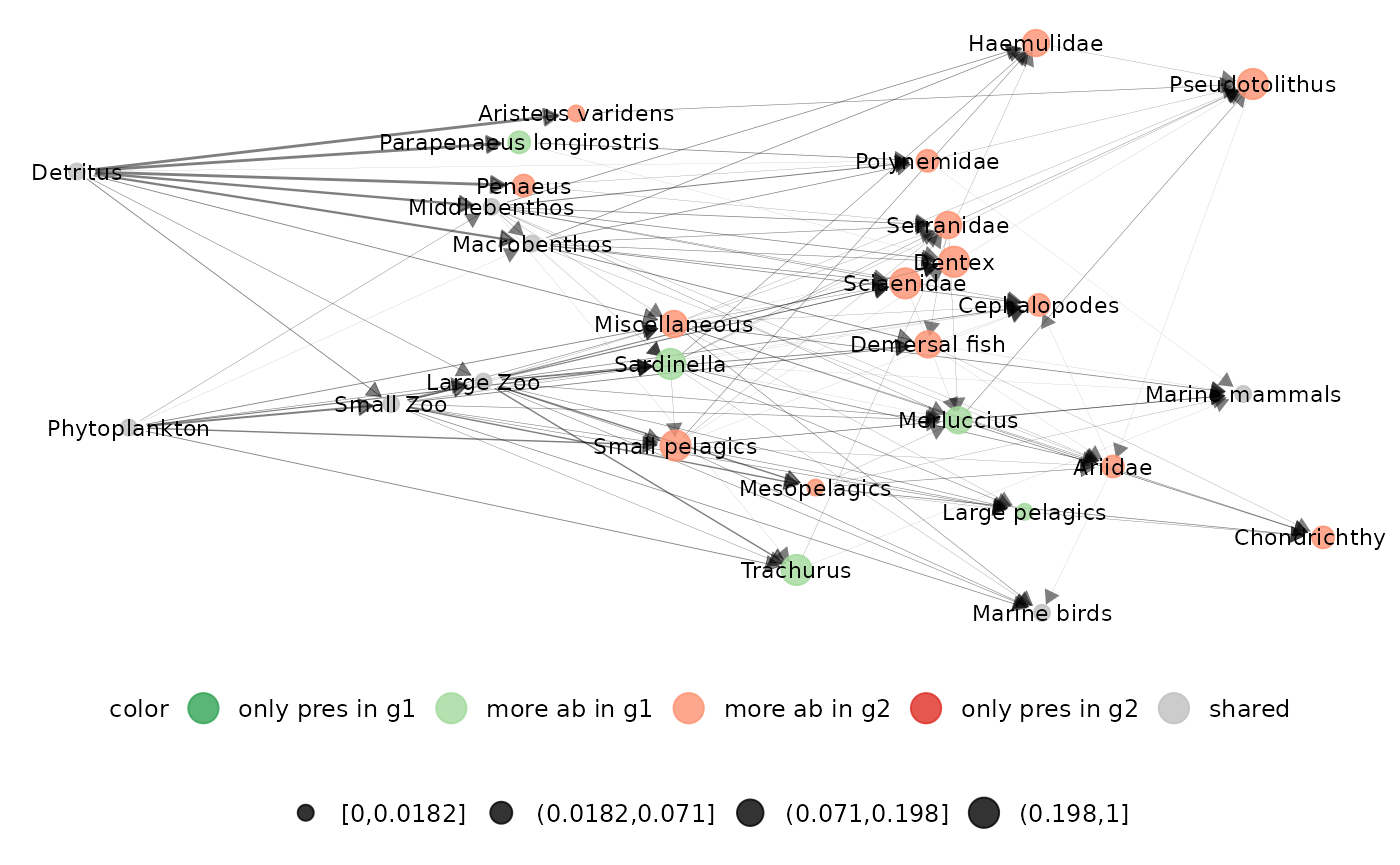 Haemulidae
Pseudotolithus
Aristeus varidens
Parapenaeus longirostris
Polynemidae
Detritus
Penaeus
Middlebenthos
Serranidae
Macrobenthos
Dentex
Sciaenidae
Cephalopodes
Miscellaneous
Demersal fish
Sardinella
Large Zoo
Marine mammals
Small Zoo
Merluccius
Phytoplankton
Small pelagics
Ariidae
Mesopelagics
Large pelagics
Chondrichthy
Trachurus
Marine birds
color only pres in g1 more ab in g1 more ab in g2 only pres in g2 shared
[0,0.0182] (0.0182,0.071] (0.071,0.198] (0.198,1]